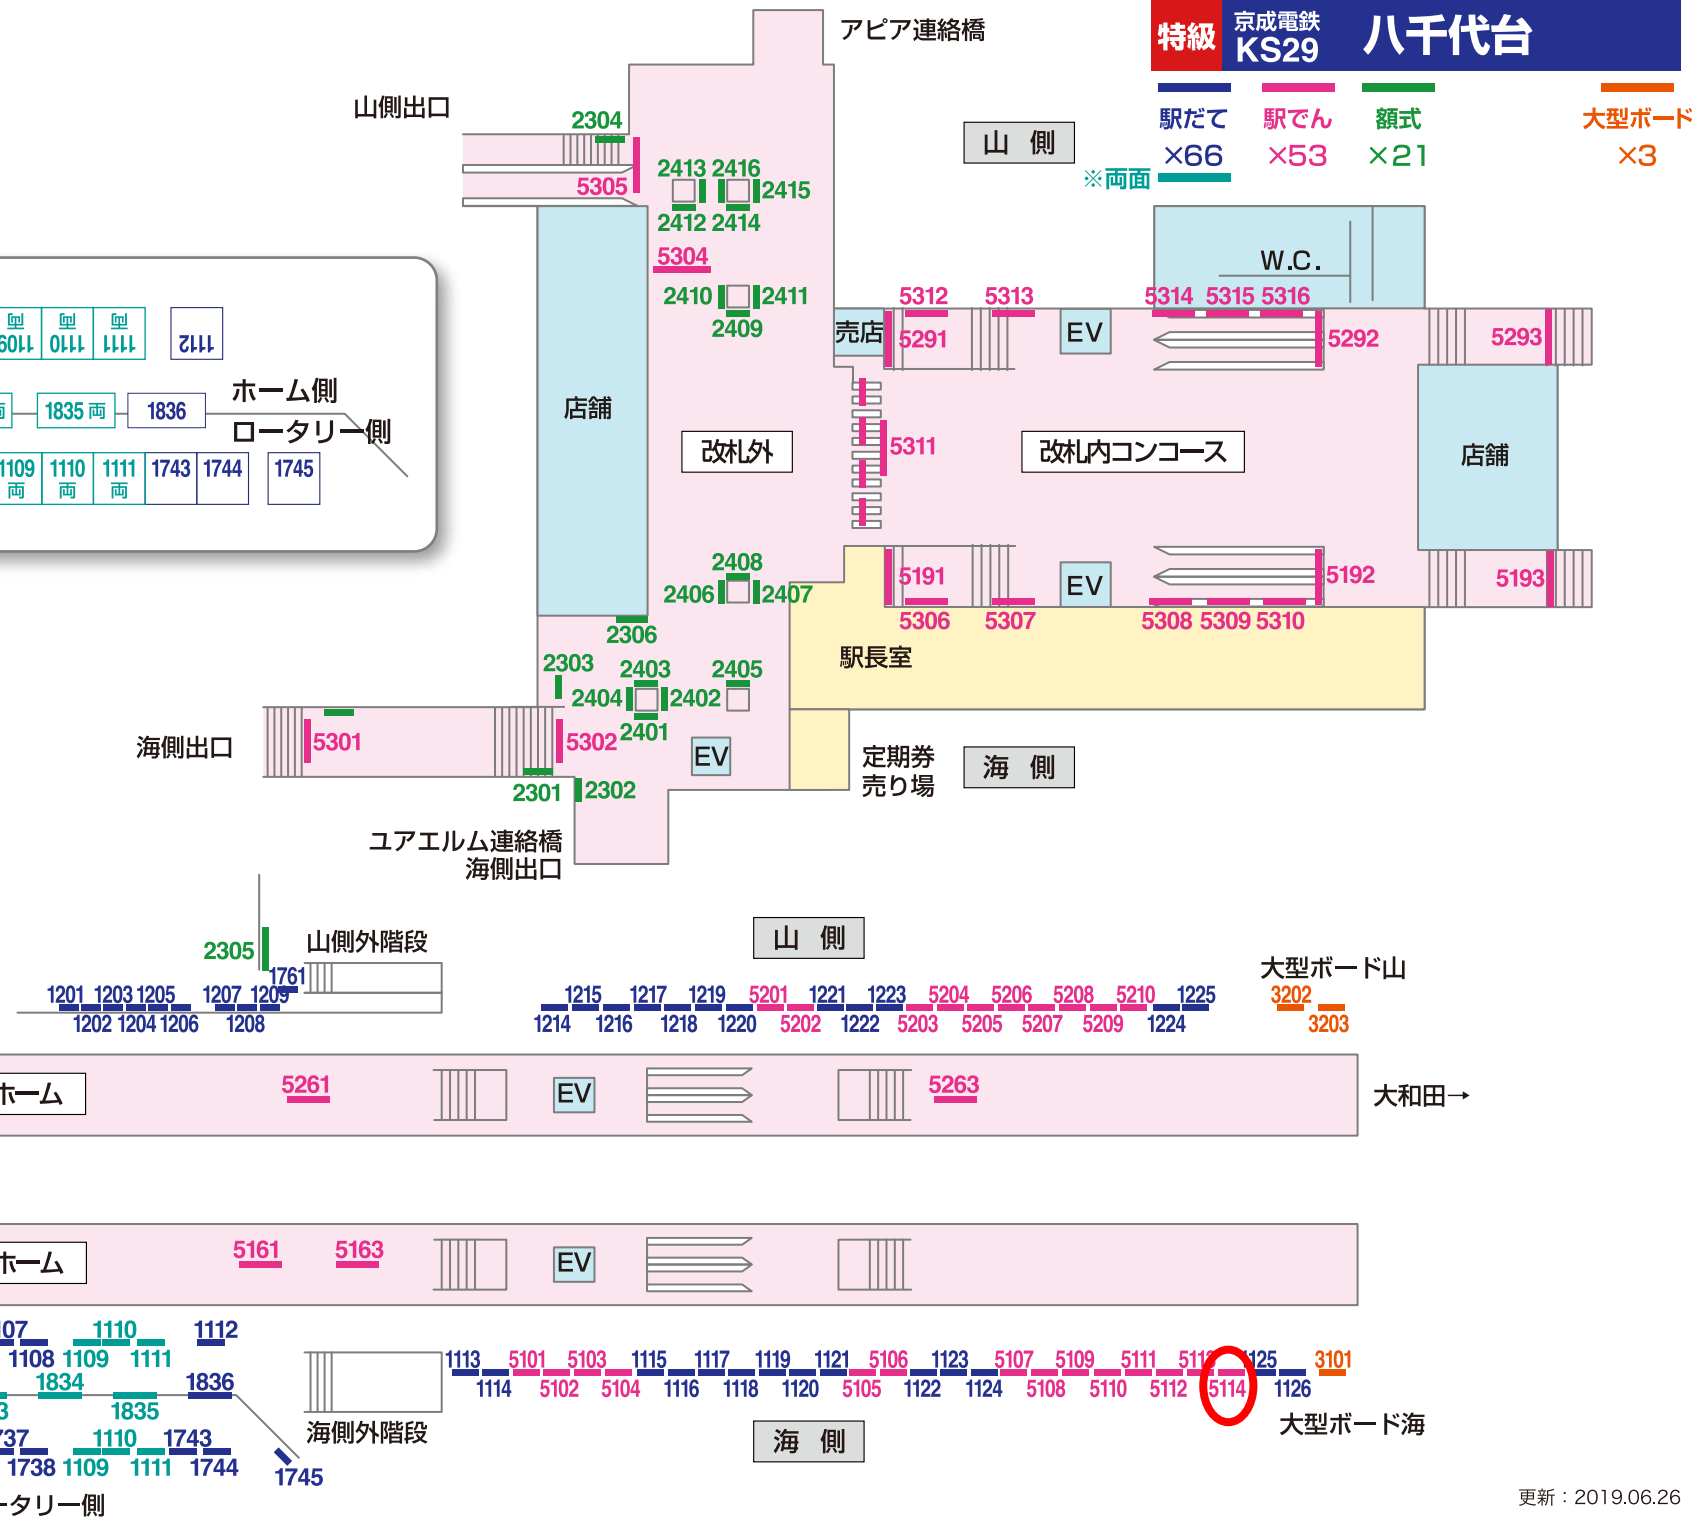 特級 京成電鉄 KS29 八千代台
駅だて ×66
駅でん ×53
額式 ×21
大型ボード ×3
※両面
アピア連絡橋
山側出口
2304
5305
2413 2416
2415
2412 2414
5304
2410 2411
2409
山 側
W.C.
5312 5313 5314 5315 5316
売店 5291 EV 5292 5293
店舗
改札外
5311
改札内コンコース
店舗
2408
2406 2407
5191 EV 5192 5193
5306 5307 5308 5309 5310
2306
駅長室
2303 2403 2405
2404 2402
2401
海側出口
5301 5302
EV
定期券
売り場
海 側
2301 2302
ユアエルム連絡橋
海側出口
1110 1111 1112
1835 両 1836
ホーム側
ロータリー側
1109 両 1110 両 1111 両 1743 1744 1745
2305
山側外階段
1761
山 側
大型ボード山
1201 1203 1205 1207 1209
1202 1204 1206 1208
1215 1217 1219 5201 1221 1223 5204 5206 5208 5210 1225
1214 1216 1218 1220 5202 1222 5203 5205 5207 5209 1224
3202
3203
ホーム
5261
EV
5263
大和田→
ホーム
5161 5163
EV
1110 1112
1108 1109 1111
1834 1836
1835
1110 1743
1738 1109 1111 1744
1745
ータリー側
海側外階段
1113 5101 5103 1115 1117 1119 1121 5106 1123 5107 5109 5111 5113 1125 3101
1114 5102 5104 1116 1118 1120 5105 1122 1124 5108 5110 5112 5114 1126
海 側
大型ボード海
更新：2019.06.26